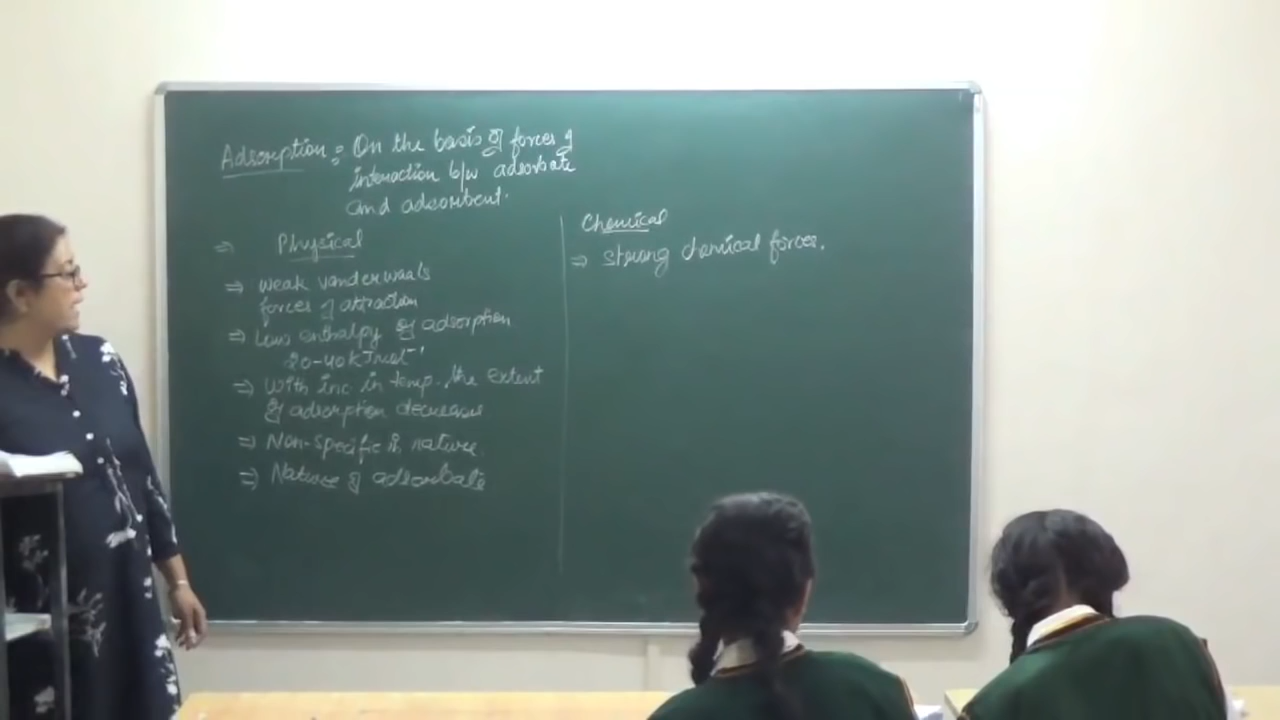 Adsorption = On the basis of forces of
interaction b/w adsorbate
and adsorbent.
⇒ Physical
⇒ Weak vanderwaals
forces of attraction
⇒ Low enthalpy of adsorption
20-40 kJ mol⁻¹
⇒ With inc in temp. the extent
of adsorption decreases
⇒ Non-specific in nature.
⇒ Nature of adsorbate
Chemical
⇒ strong chemical forces.